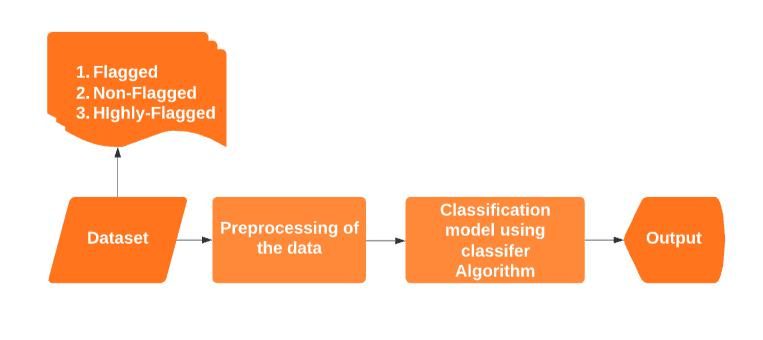 1. Flagged
2. Non-Flagged
3. HIghly-Flagged
Dataset
Preprocessing of
the data
Classification
model using
classifer
Algorithm
Output